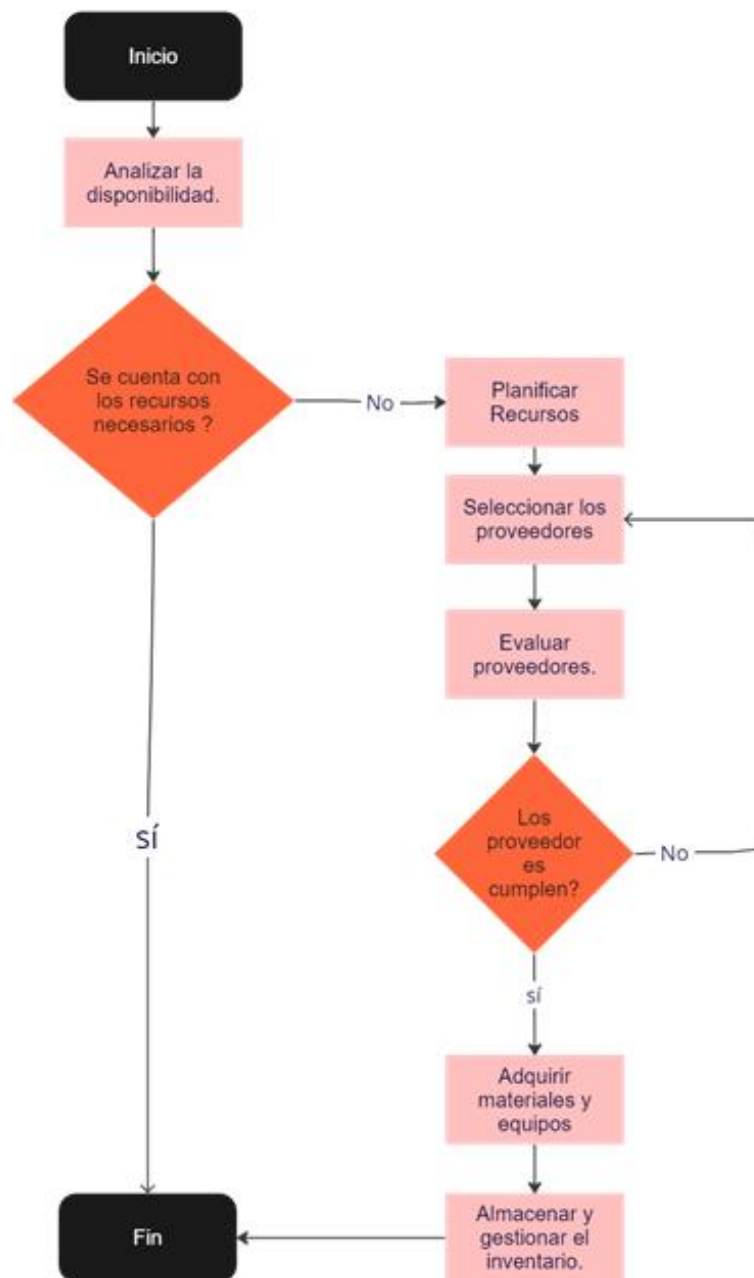 Inicio
Analizar la
disponibilidad.
Se cuenta con
los recursos
necesarios ?
No
Planificar
Recursos
Seleccionar los
proveedores
Evaluar
proveedores.
Los
proveedor
es
cumplen?
No
sí
sí
Adquirir
materiales y
equipos
Almacenar y
gestionar el
inventario.
Fin